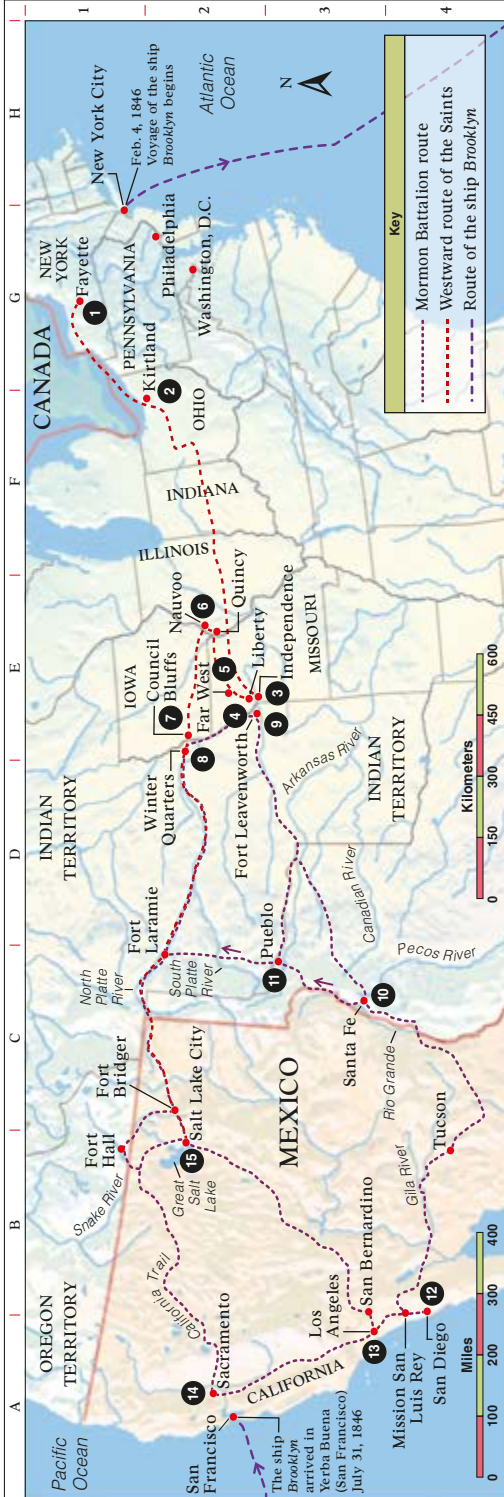 A
B
C
D
E
F
G
H
1
2
3
4
Pacific
Ocean
OREGON
TERRITORY
Snake River
Fort
Hall
Fort
Bridger
North
Platte
River
Fort
Laramie
INDIAN
TERRITORY
CANADA
NEW
YORK
Fayette
1
New York City
Feb. 4, 1846
Voyage of the ship
Brooklyn begins
Atlantic
Ocean
N
PENNSYLVANIA
Philadelphia
Washington, D.C.
Kirtland
2
OHIO
INDIANA
ILLINOIS
Nauvoo
6
Quincy
IOWA
Council
Bluffs
7
Far West
5
Liberty
4
Independence
3
MISSOURI
Winter
Quarters
8
Fort Leavenworth
9
Arkansas River
INDIAN
TERRITORY
South
Platte
River
Pueblo
11
Canadian River
Pecos River
Santa Fe
10
Rio Grande
MEXICO
Salt Lake City
15
Great
Salt
Lake
California Trail
14
Sacramento
San
Francisco
The ship
Brooklyn
arrived in
Yerba Buena
(San Francisco)
July 31, 1846
CALIFORNIA
Los
Angeles
13
San Bernardino
Mission San
Luis Rey
San Diego
12
Gila River
Tucson
Miles
0
100
200
300
400
Kilometers
0
150
300
450
600
Key
Mormon Battalion route
Westward route of the Saints
Route of the ship Brooklyn